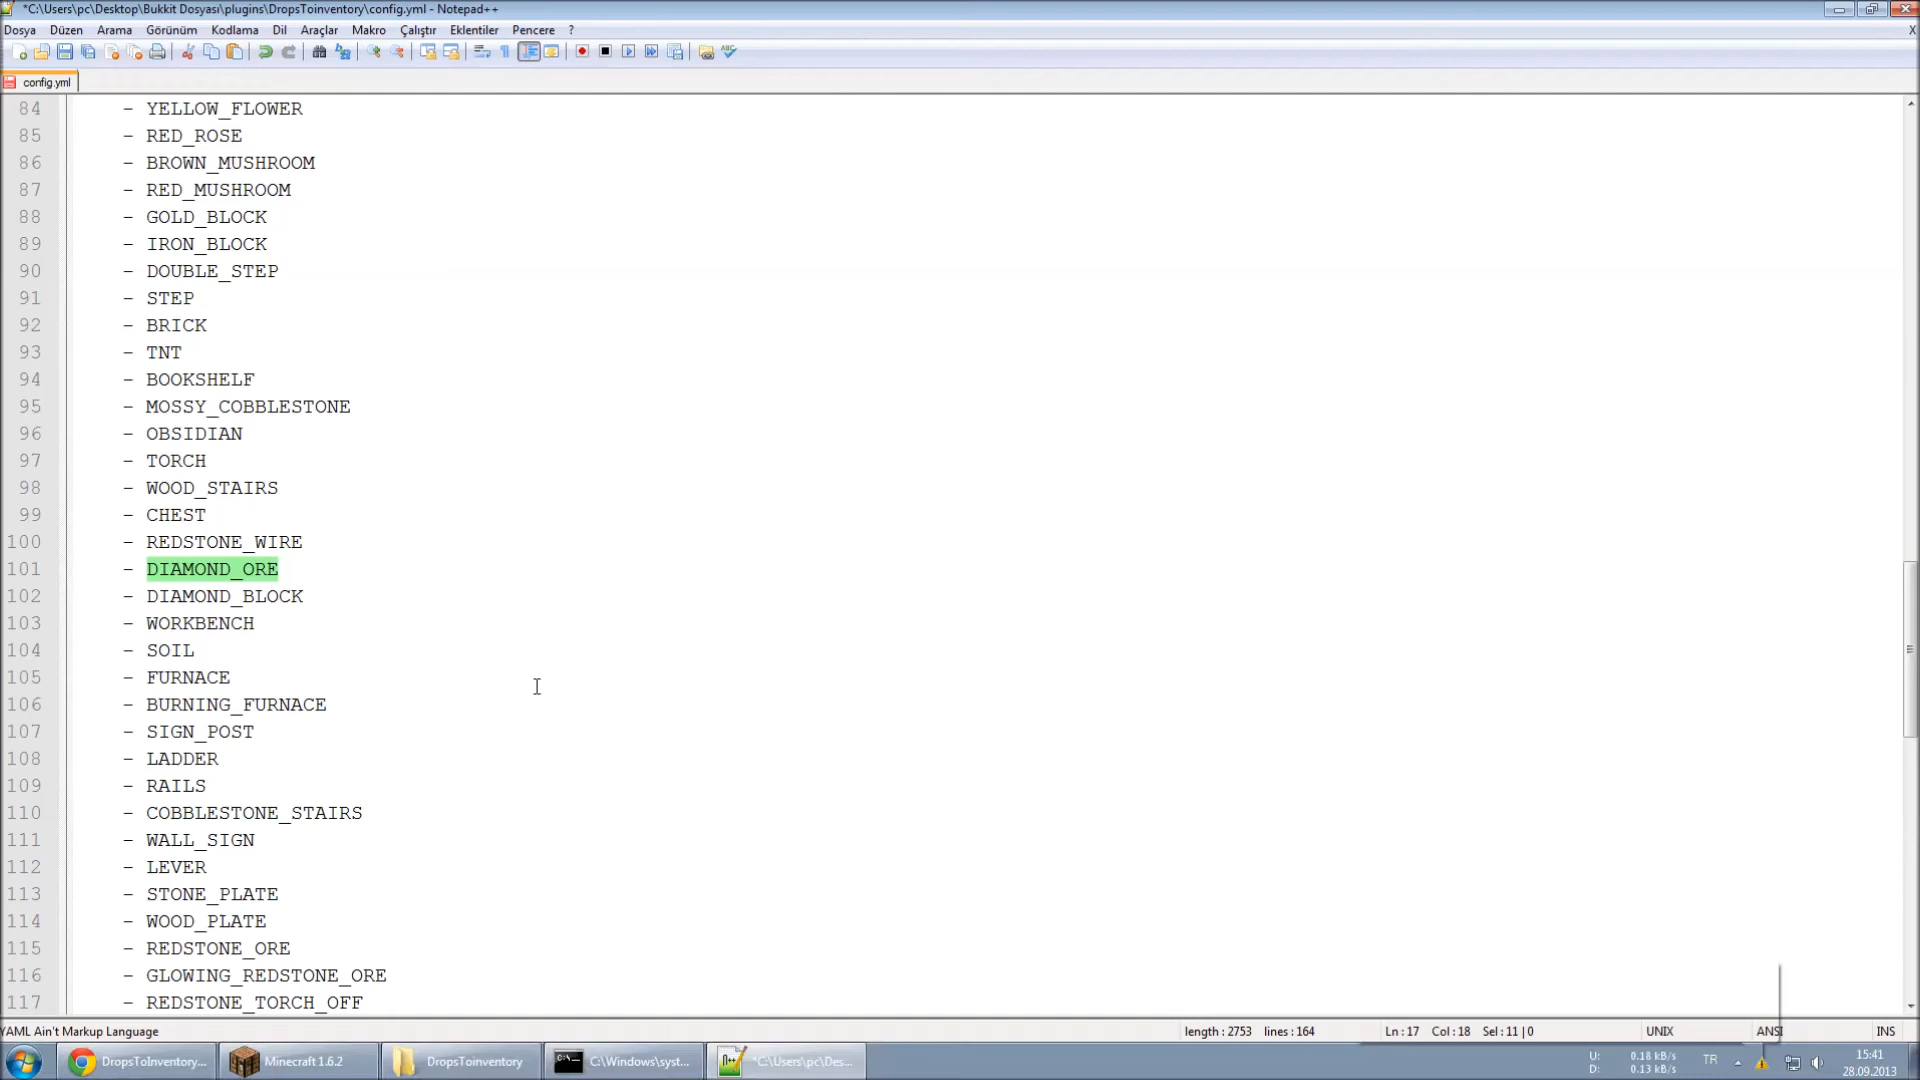 *C:\Users\pc\Desktop\Bukkit Dosyası\plugins\DropsToinventory\config.yml - Notepad++
Dosya Düzen Arama Görünüm Kodlama Dil Araçlar Makro Çalıştır Eklentiler Pencere ? X
config.yml
84 - YELLOW_FLOWER
85 - RED_ROSE
86 - BROWN_MUSHROOM
87 - RED_MUSHROOM
88 - GOLD_BLOCK
89 - IRON_BLOCK
90 - DOUBLE_STEP
91 - STEP
92 - BRICK
93 - TNT
94 - BOOKSHELF
95 - MOSSY_COBBLESTONE
96 - OBSIDIAN
97 - TORCH
98 - WOOD_STAIRS
99 - CHEST
100 - REDSTONE_WIRE
101 - DIAMOND_ORE
102 - DIAMOND_BLOCK
103 - WORKBENCH
104 - SOIL
105 - FURNACE
106 - BURNING_FURNACE
107 - SIGN_POST
108 - LADDER
109 - RAILS
110 - COBBLESTONE_STAIRS
111 - WALL_SIGN
112 - LEVER
113 - STONE_PLATE
114 - WOOD_PLATE
115 - REDSTONE_ORE
116 - GLOWING_REDSTONE_ORE
117 - REDSTONE_TORCH_OFF
YAML Ain't Markup Language length : 2753 lines : 164 Ln : 17 Col : 18 Sel : 11 | 0 UNIX ANSI INS
DropsToInventory... Minecraft 1.6.2 DropsToinventory C:\Windows\syst... *C:\Users\pc\Des... U: 0.18 kB/s TR 15:41
D: 0.13 kB/s 28.09.2013